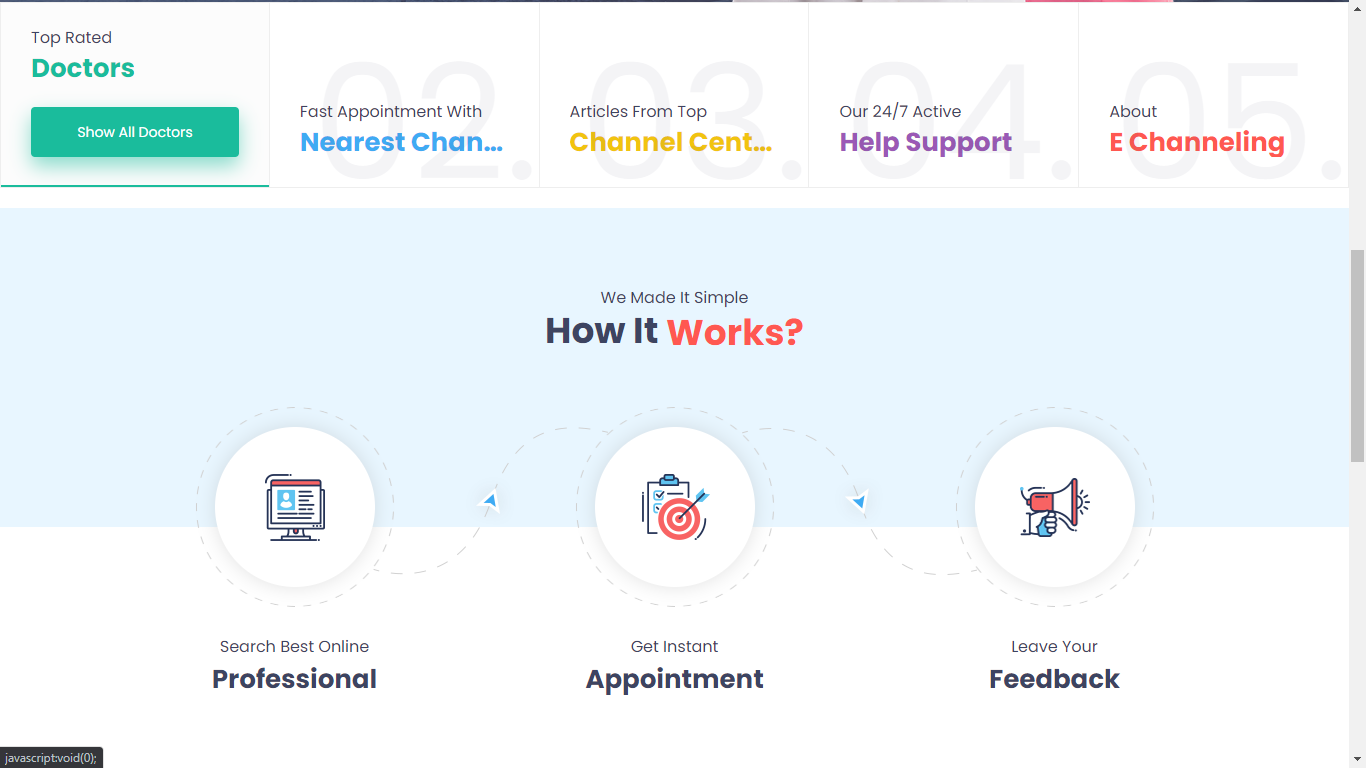 Top Rated
Doctors
Show All Doctors
02.
Fast Appointment With
Nearest Chan...
03.
Articles From Top
Channel Cent...
04.
Our 24/7 Active
Help Support
05.
About
E Channeling
We Made It Simple
How It Works?
Search Best Online
Professional
Get Instant
Appointment
Leave Your
Feedback
javascript:void(0);